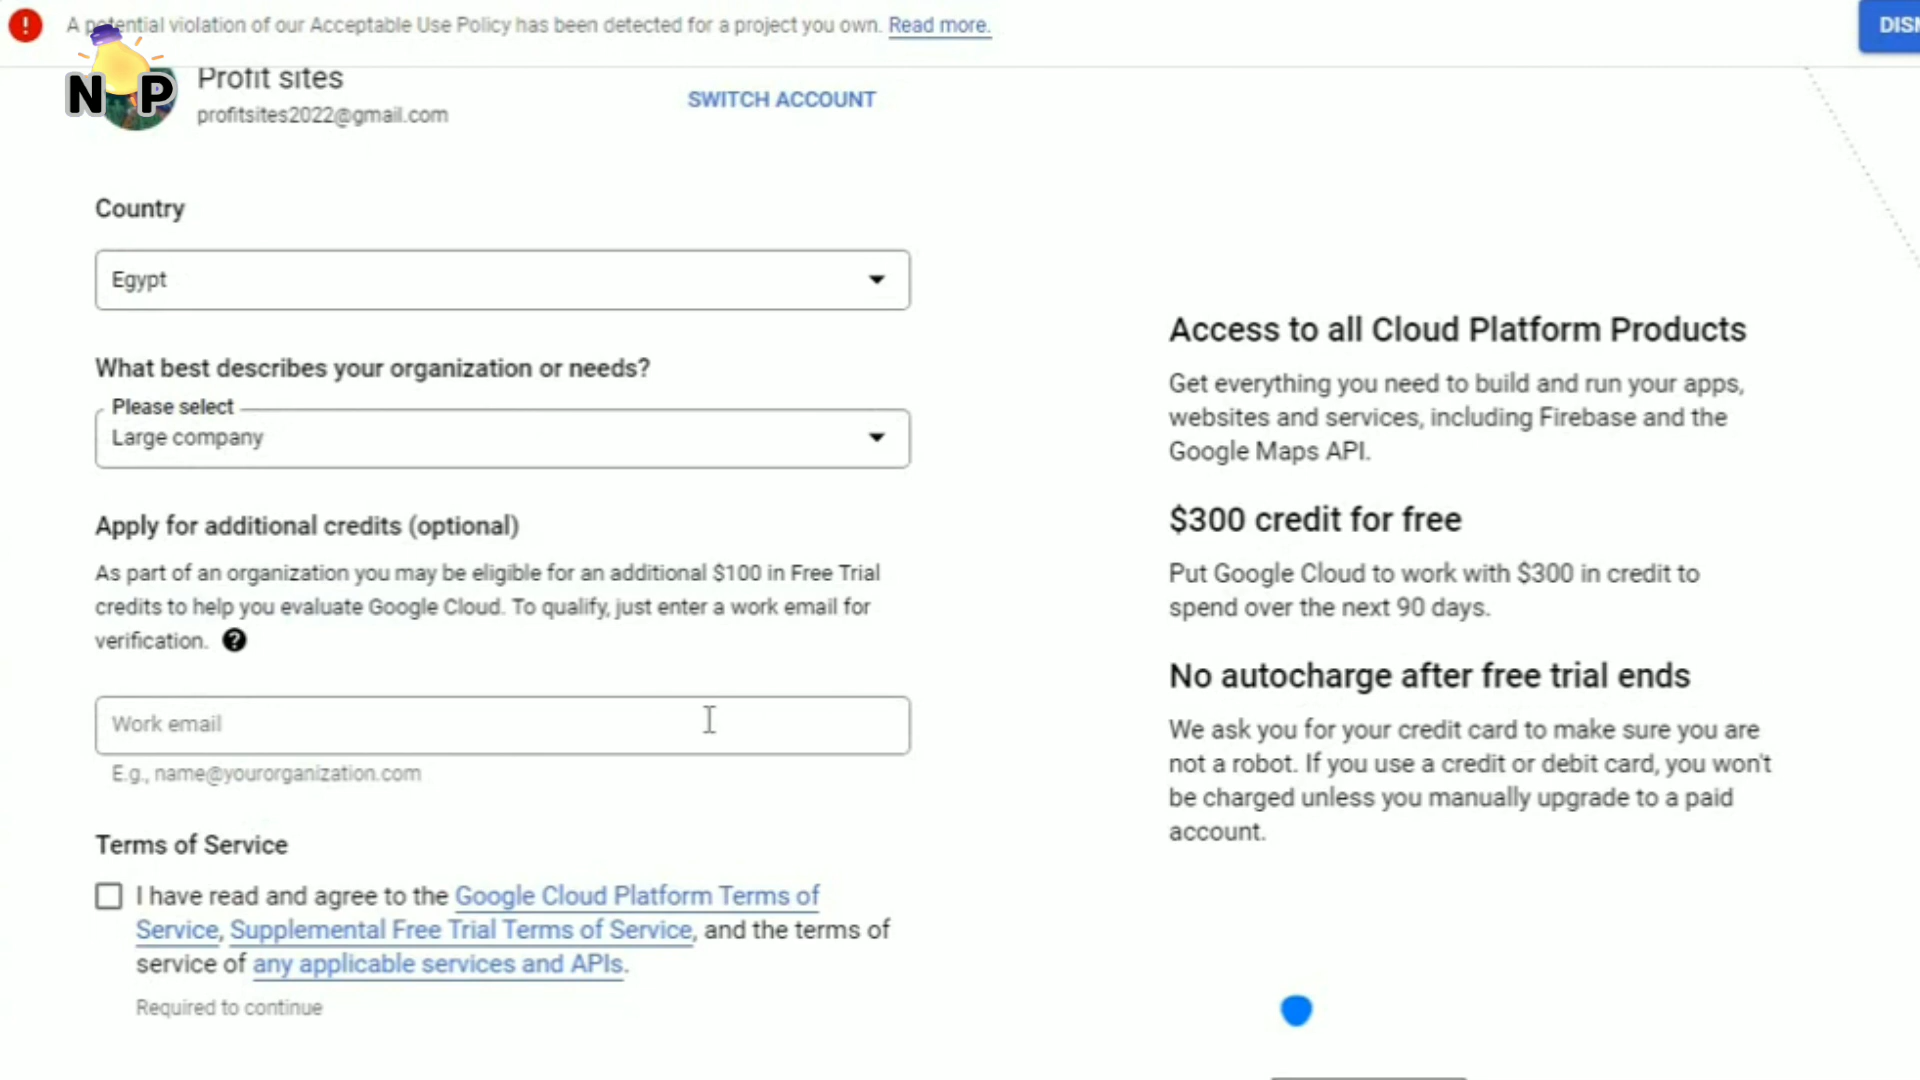 A potential violation of our Acceptable Use Policy has been detected for a project you own. Read more.
N P
Profit sites
profitsites2022@gmail.com
SWITCH ACCOUNT
Country
Egypt
What best describes your organization or needs?
Please select
Large company
Apply for additional credits (optional)
As part of an organization you may be eligible for an additional $100 in Free Trial
credits to help you evaluate Google Cloud. To qualify, just enter a work email for
verification.
Work email
E.g., name@yourorganization.com
Terms of Service
I have read and agree to the Google Cloud Platform Terms of
Service, Supplemental Free Trial Terms of Service, and the terms of
service of any applicable services and APIs.
Required to continue
Access to all Cloud Platform Products
Get everything you need to build and run your apps,
websites and services, including Firebase and the
Google Maps API.
$300 credit for free
Put Google Cloud to work with $300 in credit to
spend over the next 90 days.
No autocharge after free trial ends
We ask you for your credit card to make sure you are
not a robot. If you use a credit or debit card, you won't
be charged unless you manually upgrade to a paid
account.